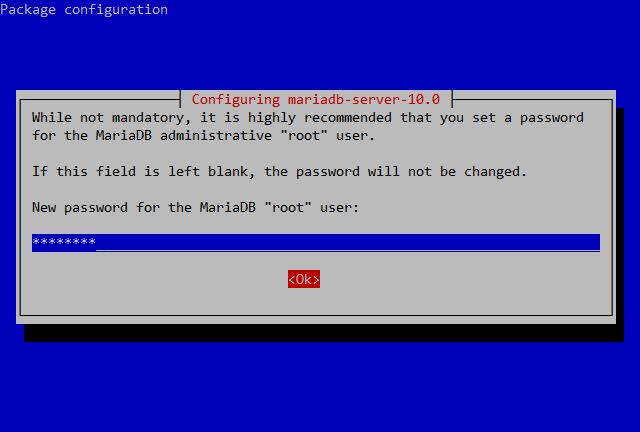 Package configuration
Configuring mariadb-server-10.0
While not mandatory, it is highly recommended that you set a password
for the MariaDB administrative "root" user.
If this field is left blank, the password will not be changed.
New password for the MariaDB "root" user:
********
<Ok>